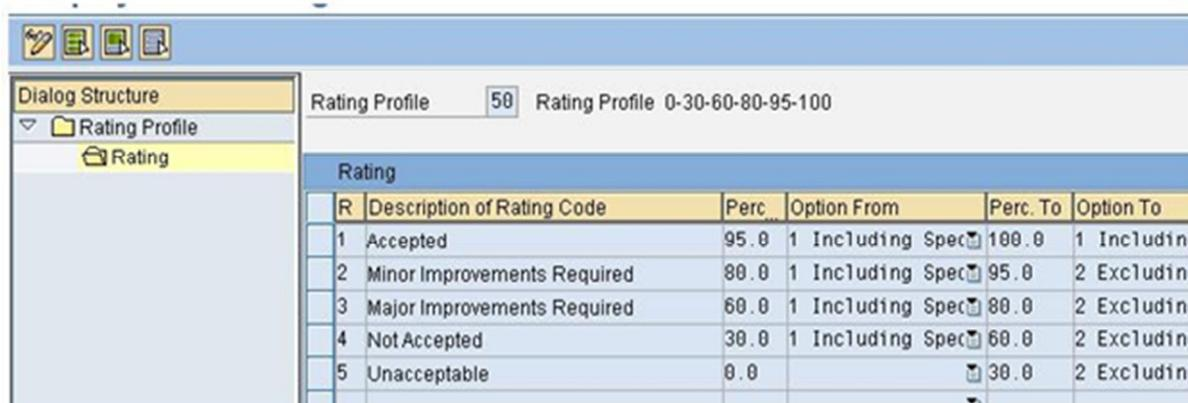 Dialog Structure
Rating Profile
Rating
Rating Profile 50 Rating Profile 0-30-60-80-95-100
Rating
R Description of Rating Code Perc... Option From Perc. To Option To
1 Accepted 95.0 1 Including Spec 100.0 1 Includin
2 Minor Improvements Required 80.0 1 Including Spec 95.0 2 Excludin
3 Major Improvements Required 60.0 1 Including Spec 80.0 2 Excludin
4 Not Accepted 30.0 1 Including Spec 60.0 2 Excludin
5 Unacceptable 0.0 30.0 2 Excludin